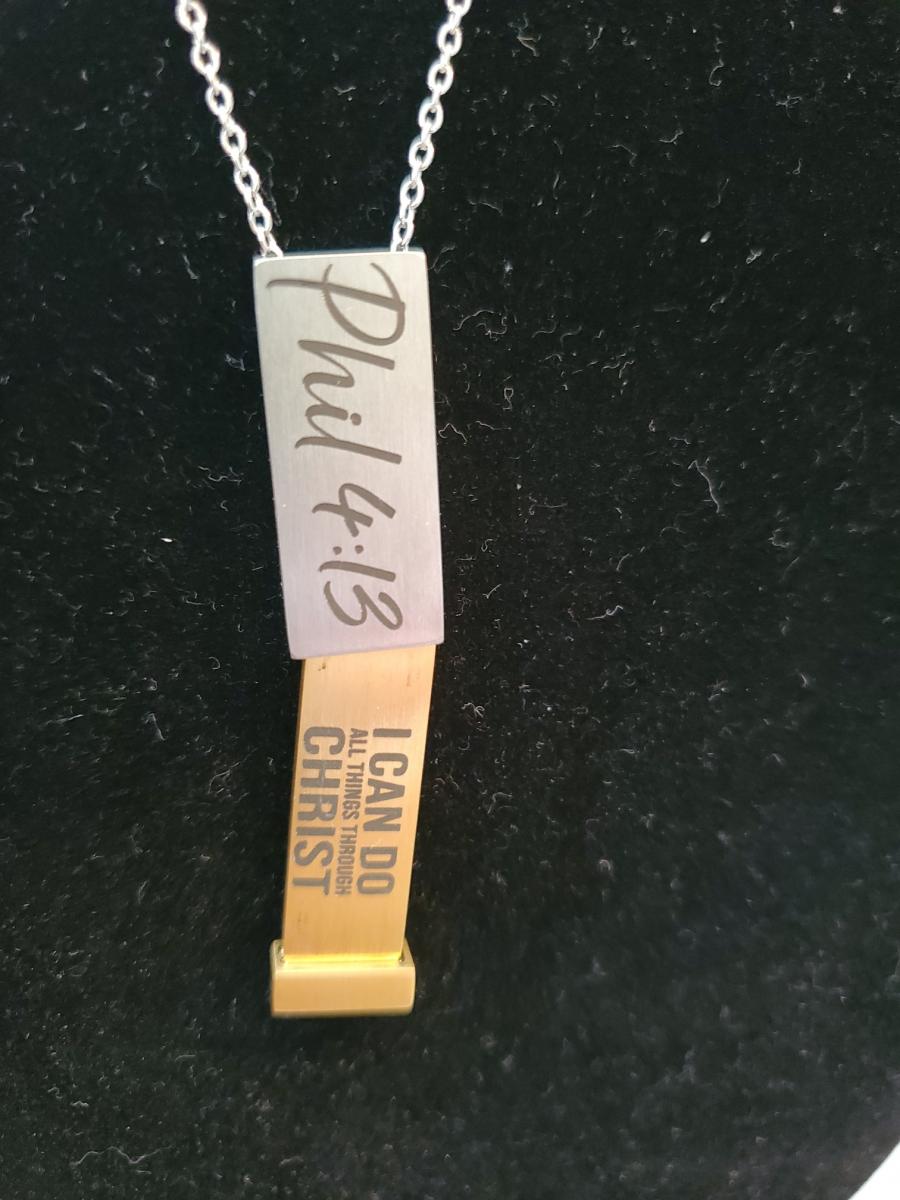 Phil 4:13
I CAN DO
ALL THINGS THROUGH
CHRIST